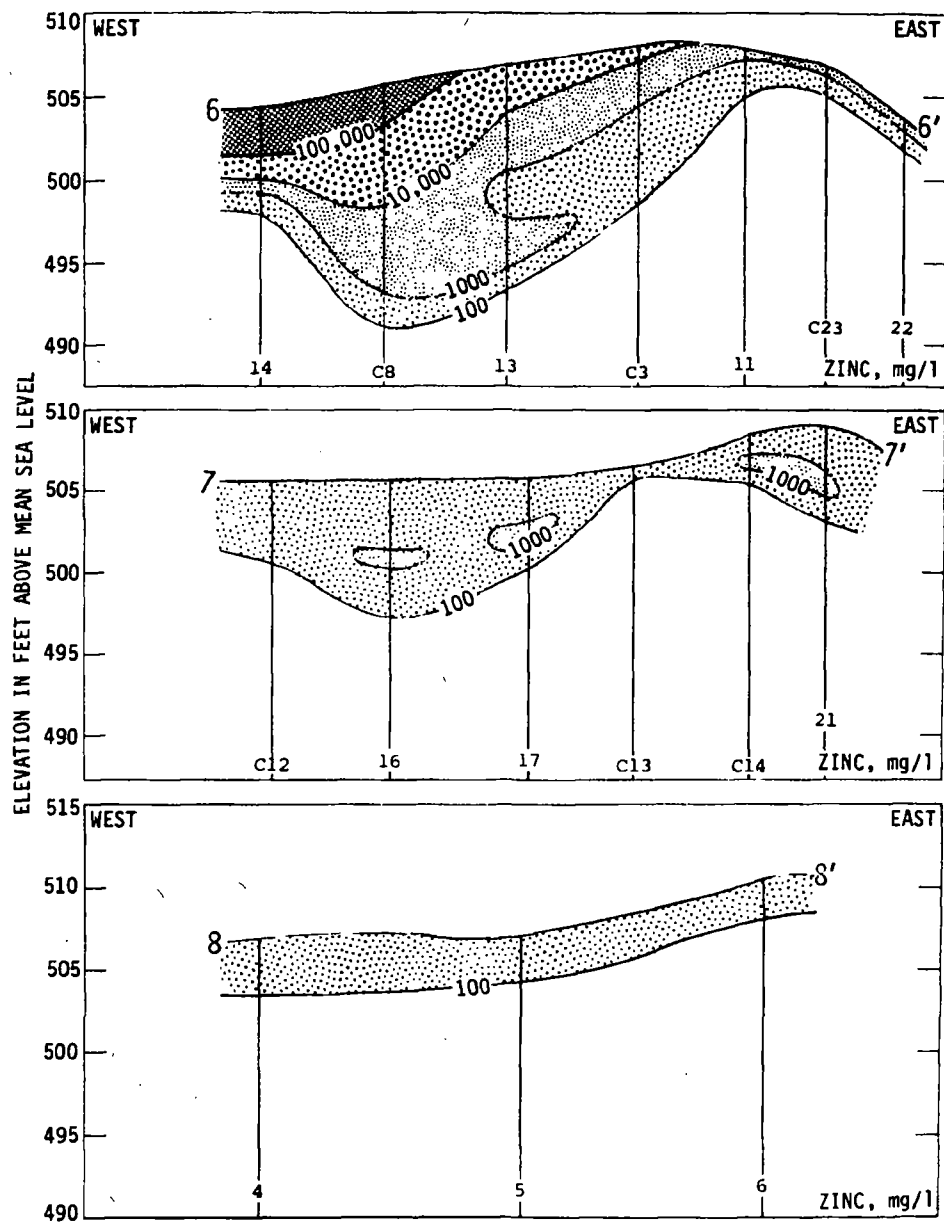 ELEVATION IN FEET ABOVE MEAN SEA LEVEL
510
505
500
495
490
WEST
EAST
6
6'
100,000
10,000
1000
100
14
C8
13
C3
11
C23
22
ZINC, mg/l
510
505
500
495
490
WEST
EAST
7
7'
1000
1000
100
C12
16
17
C13
C14
21
ZINC, mg/l
515
510
505
500
495
490
WEST
EAST
8
8'
100
4
5
6
ZINC, mg/l